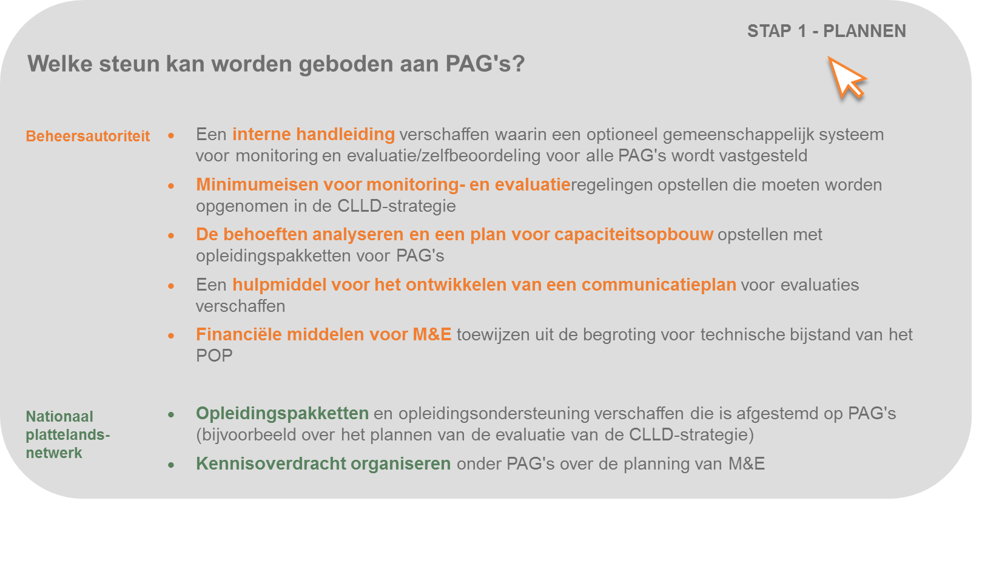 STAP 1 - PLANNEN
Welke steun kan worden geboden aan PAG's?
Beheersautoriteit
• Een interne handleiding verschaffen waarin een optioneel gemeenschappelijk systeem
voor monitoring en evaluatie/zelfbeoordeling voor alle PAG's wordt vastgesteld
• Minimumeisen voor monitoring- en evaluatieregelingen opstellen die moeten worden
opgenomen in de CLLD-strategie
• De behoeften analyseren en een plan voor capaciteitsopbouw opstellen met
opleidingspakketten voor PAG's
• Een hulpmiddel voor het ontwikkelen van een communicatieplan voor evaluaties
verschaffen
• Financiële middelen voor M&E toewijzen uit de begroting voor technische bijstand van het
POP
Nationaal
plattelands-
netwerk
• Opleidingspakketten en opleidingsondersteuning verschaffen die is afgestemd op PAG's
(bijvoorbeeld over het plannen van de evaluatie van de CLLD-strategie)
• Kennisoverdracht organiseren onder PAG's over de planning van M&E